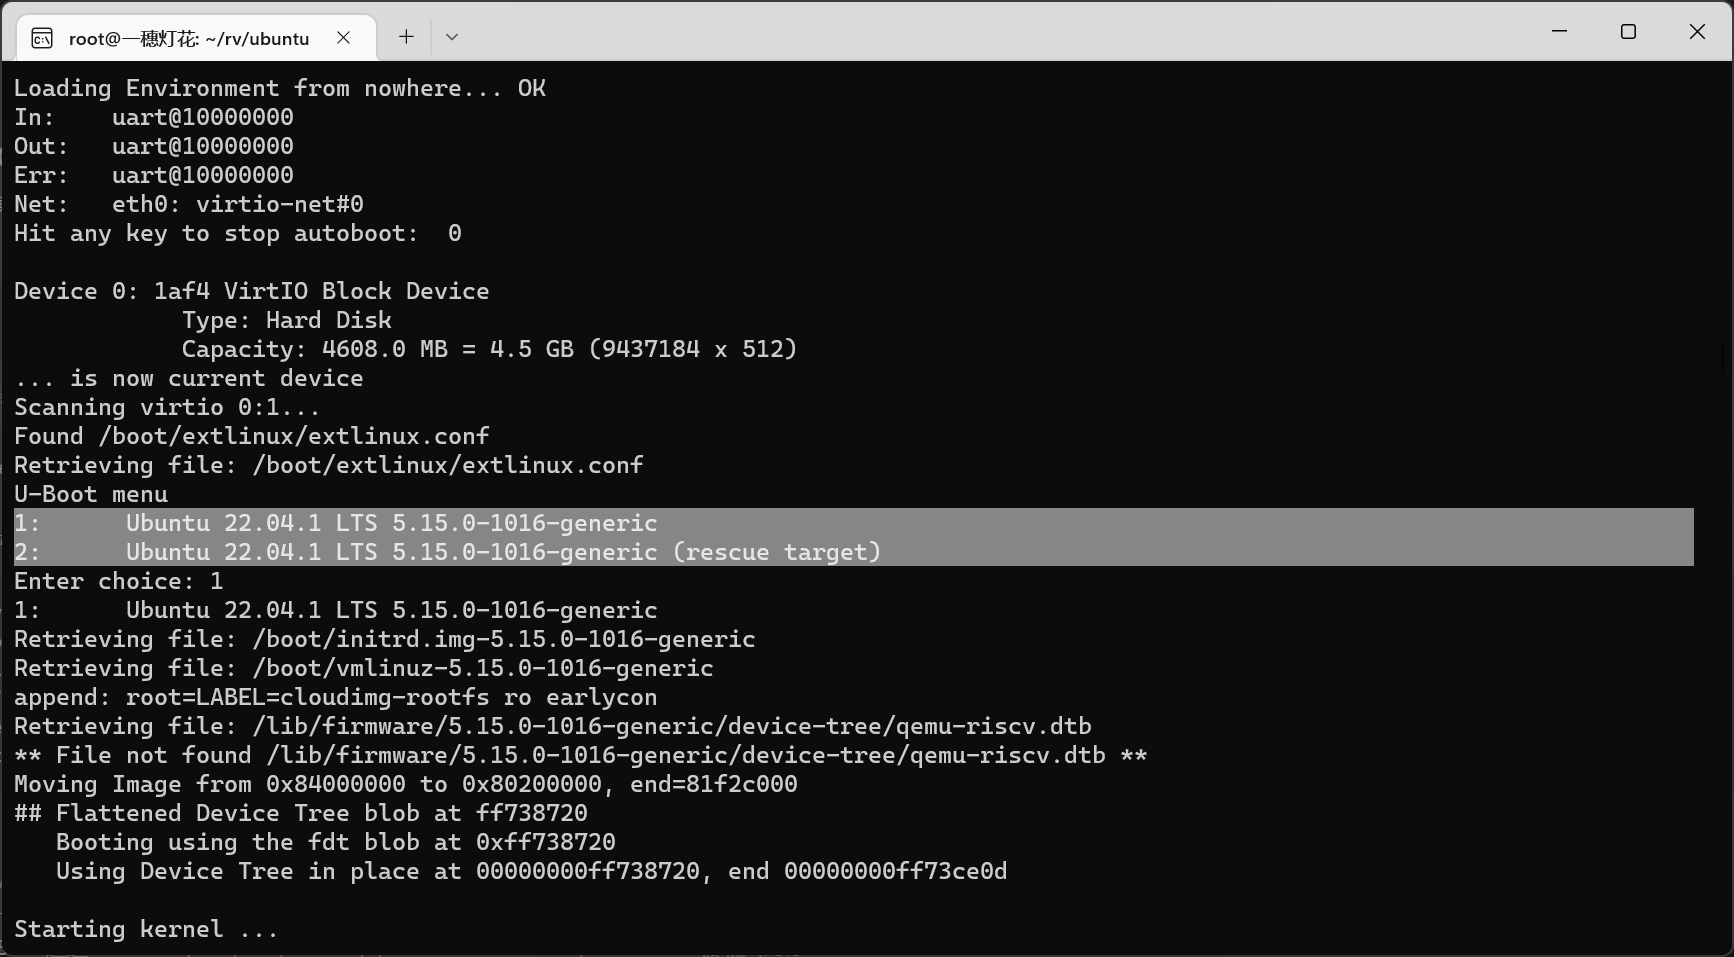 root@一穗灯花: ~/rv/ubuntu
Loading Environment from nowhere... OK
In:    uart@10000000
Out:   uart@10000000
Err:   uart@10000000
Net:   eth0: virtio-net#0
Hit any key to stop autoboot:  0
Device 0: 1af4 VirtIO Block Device
            Type: Hard Disk
            Capacity: 4608.0 MB = 4.5 GB (9437184 x 512)
... is now current device
Scanning virtio 0:1...
Found /boot/extlinux/extlinux.conf
Retrieving file: /boot/extlinux/extlinux.conf
U-Boot menu
1:      Ubuntu 22.04.1 LTS 5.15.0-1016-generic
2:      Ubuntu 22.04.1 LTS 5.15.0-1016-generic (rescue target)
Enter choice: 1
1:      Ubuntu 22.04.1 LTS 5.15.0-1016-generic
Retrieving file: /boot/initrd.img-5.15.0-1016-generic
Retrieving file: /boot/vmlinuz-5.15.0-1016-generic
append: root=LABEL=cloudimg-rootfs ro earlycon
Retrieving file: /lib/firmware/5.15.0-1016-generic/device-tree/qemu-riscv.dtb
** File not found /lib/firmware/5.15.0-1016-generic/device-tree/qemu-riscv.dtb **
Moving Image from 0x84000000 to 0x80200000, end=81f2c000
## Flattened Device Tree blob at ff738720
   Booting using the fdt blob at 0xff738720
   Using Device Tree in place at 00000000ff738720, end 00000000ff73ce0d
Starting kernel ...